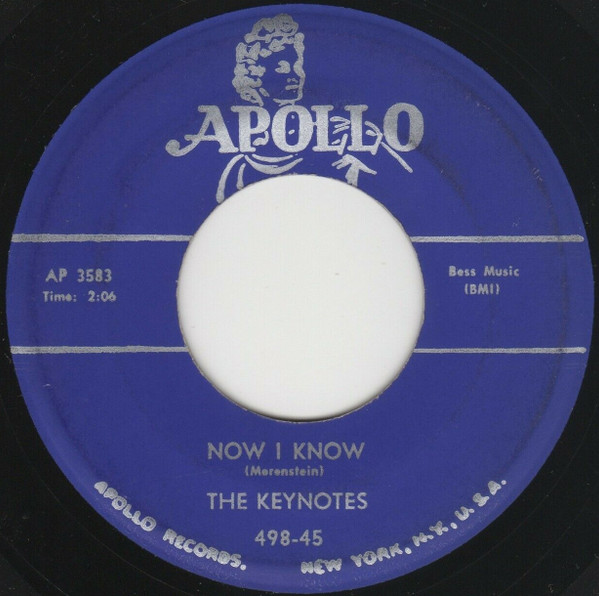 APOLLO
AP 3583
Time: 2:06
Bess Music
(BMI)
NOW I KNOW
(Merenstein)
THE KEYNOTES
498-45
APOLLO RECORDS. NEW YORK, N.Y., U.S.A.